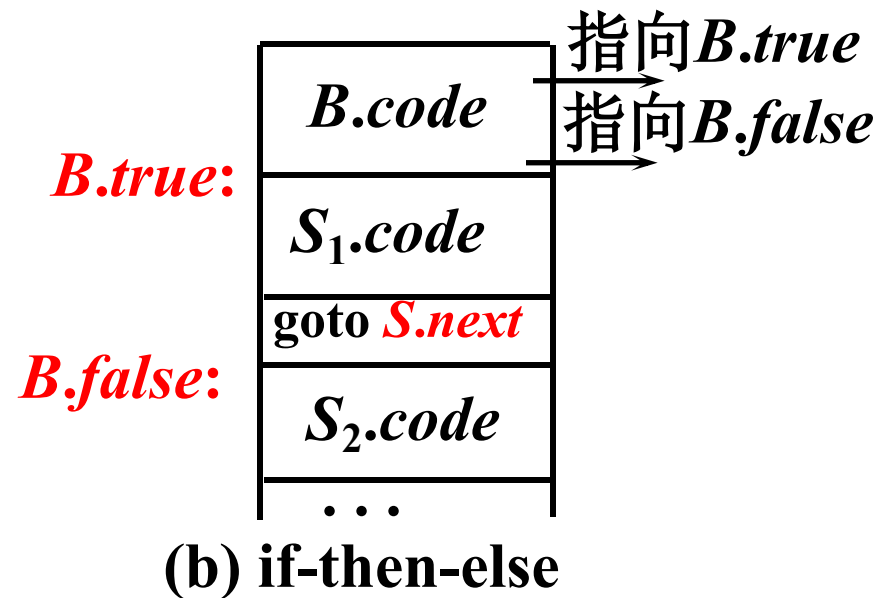 指向B.true
B.code
指向B.false
B.true:
S₁.code
goto S.next
B.false:
S₂.code
...
(b) if-then-else